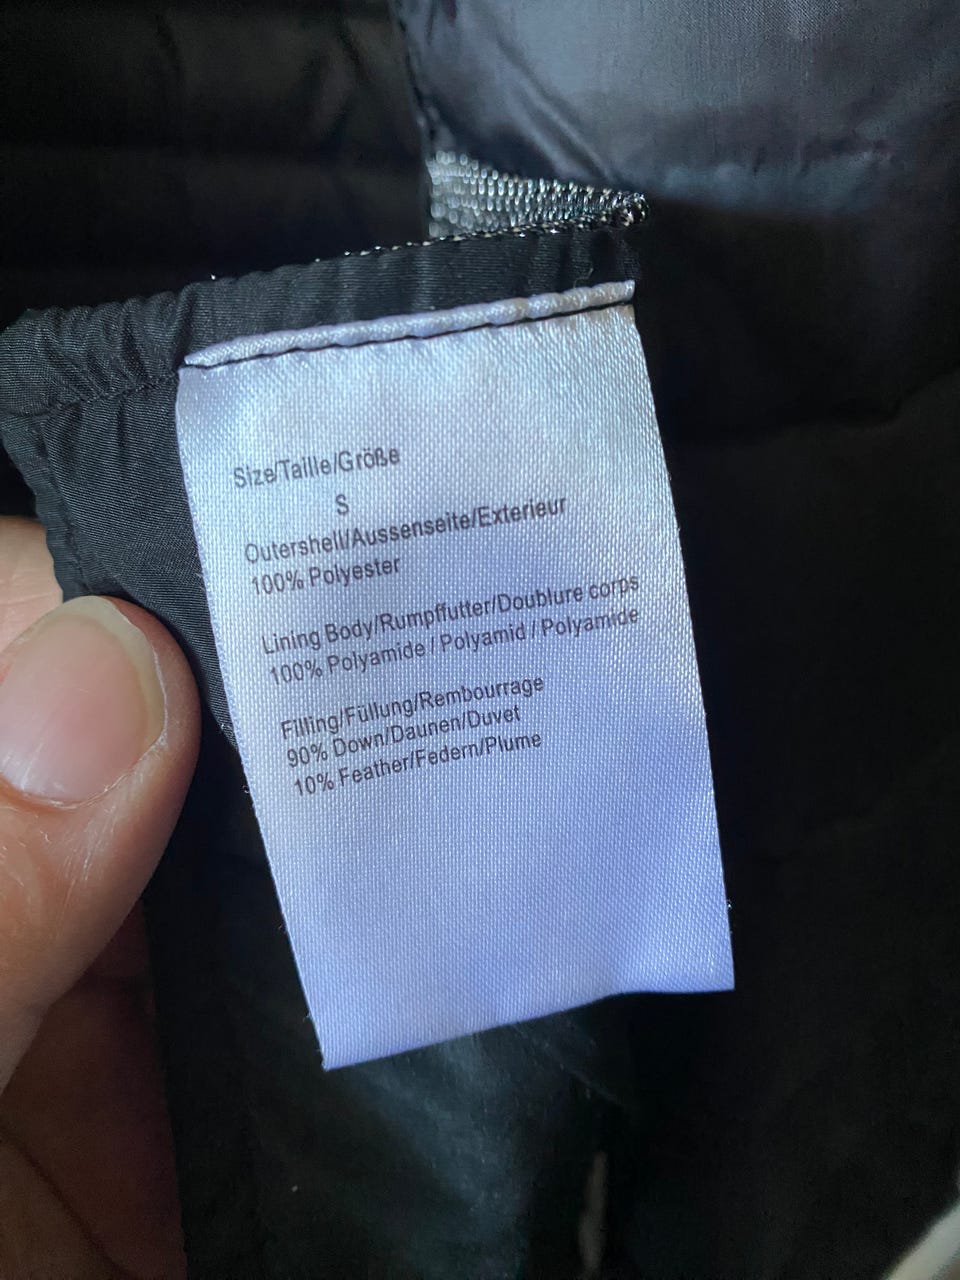 Size/Taille/Größe
S
Outershell/Aussenseite/Exterieur
100% Polyester
Lining Body/Rumpffutter/Doublure corps
100% Polyamide / Polyamid / Polyamide
Filling/Füllung/Rembourrage
90% Down/Daunen/Duvet
10% Feather/Federn/Plume